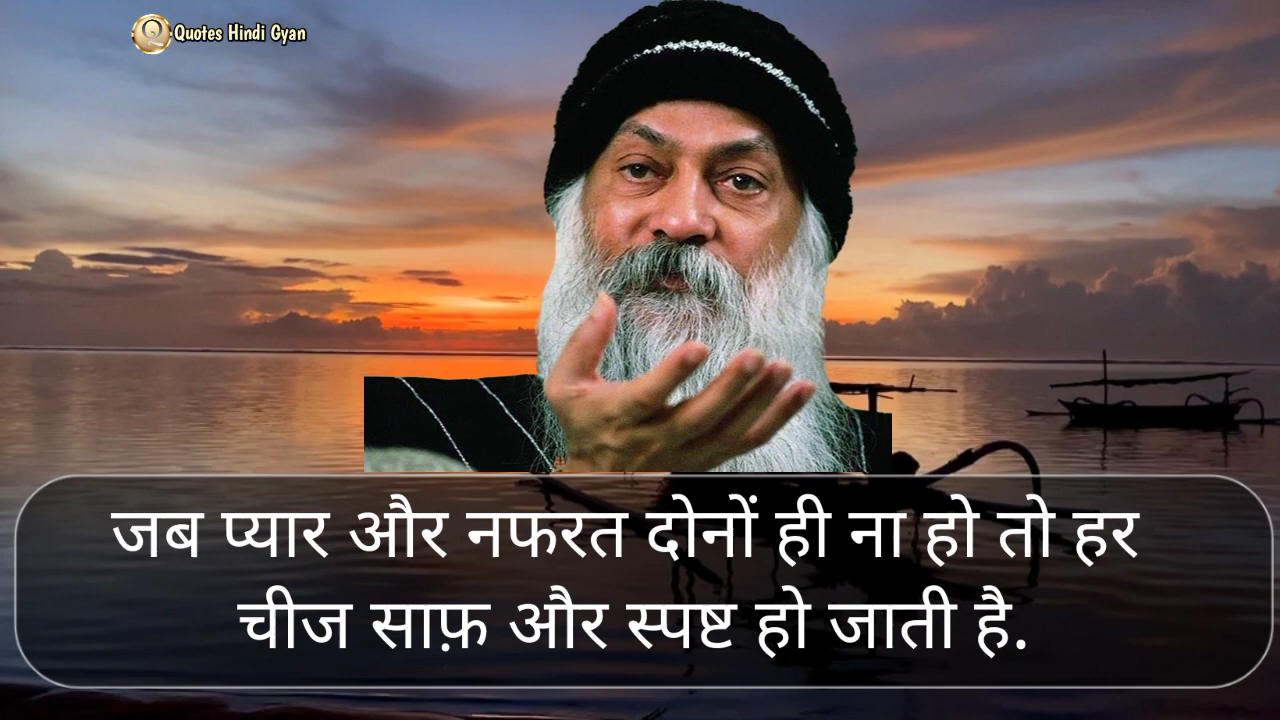 Quotes Hindi Gyan
जब प्यार और नफरत दोनों ही ना हो तो हर
चीज साफ़ और स्पष्ट हो जाती है.